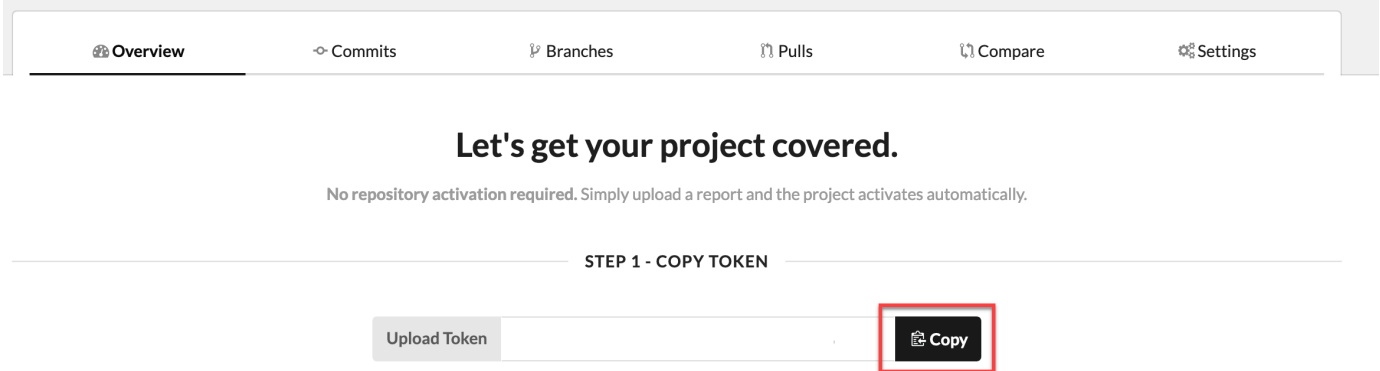 Overview Commits Branches Pulls Compare Settings
Let's get your project covered.
No repository activation required. Simply upload a report and the project activates automatically.
STEP 1 - COPY TOKEN
Upload Token Copy